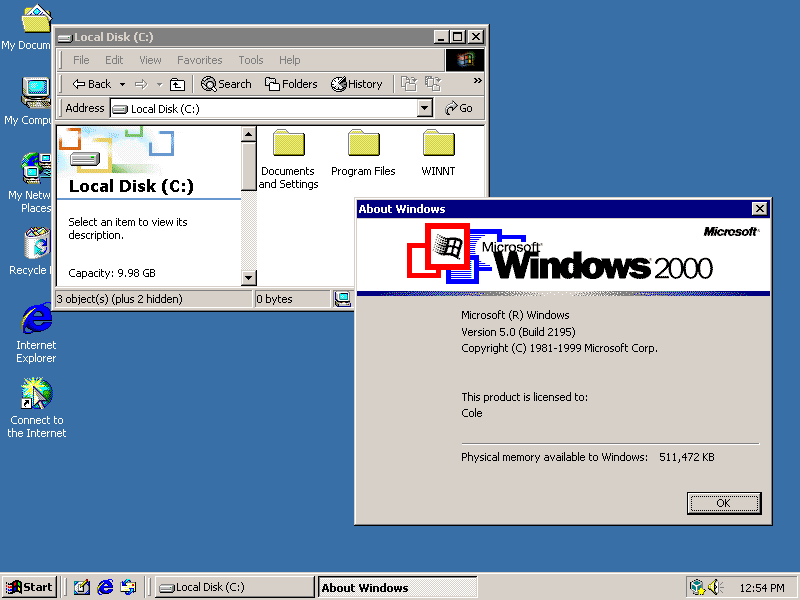 My Docum
My Compu
My Netw
Places
Recycle
Internet
Explorer
Connect to
the Internet
Local Disk (C:)
File Edit View Favorites Tools Help
Back Search Folders History »
Address Local Disk (C:) Go
Local Disk (C:)
Select an item to view its
description.
Capacity: 9.98 GB
Documents
and Settings
Program Files
WINNT
3 object(s) (plus 2 hidden) 0 bytes
About Windows
Microsoft
Microsoft
Windows 2000
Microsoft (R) Windows
Version 5.0 (Build 2195)
Copyright (C) 1981-1999 Microsoft Corp.
This product is licensed to:
Cole
Physical memory available to Windows: 511,472 KB
OK
Start Local Disk (C:) About Windows 12:54 PM